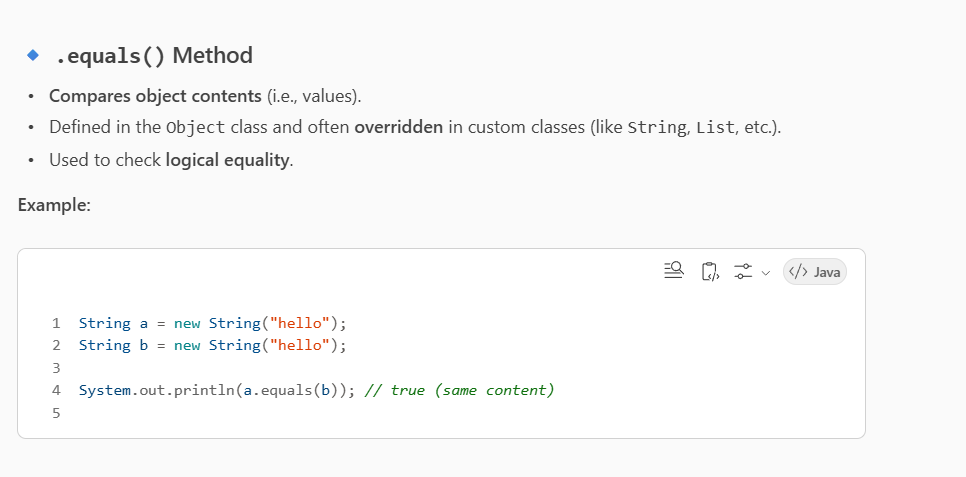 .equals() Method
• Compares object contents (i.e., values).
• Defined in the Object class and often overridden in custom classes (like String, List, etc.).
• Used to check logical equality.
Example:
</> Java
1 String a = new String("hello");
2 String b = new String("hello");
3
4 System.out.println(a.equals(b)); // true (same content)
5